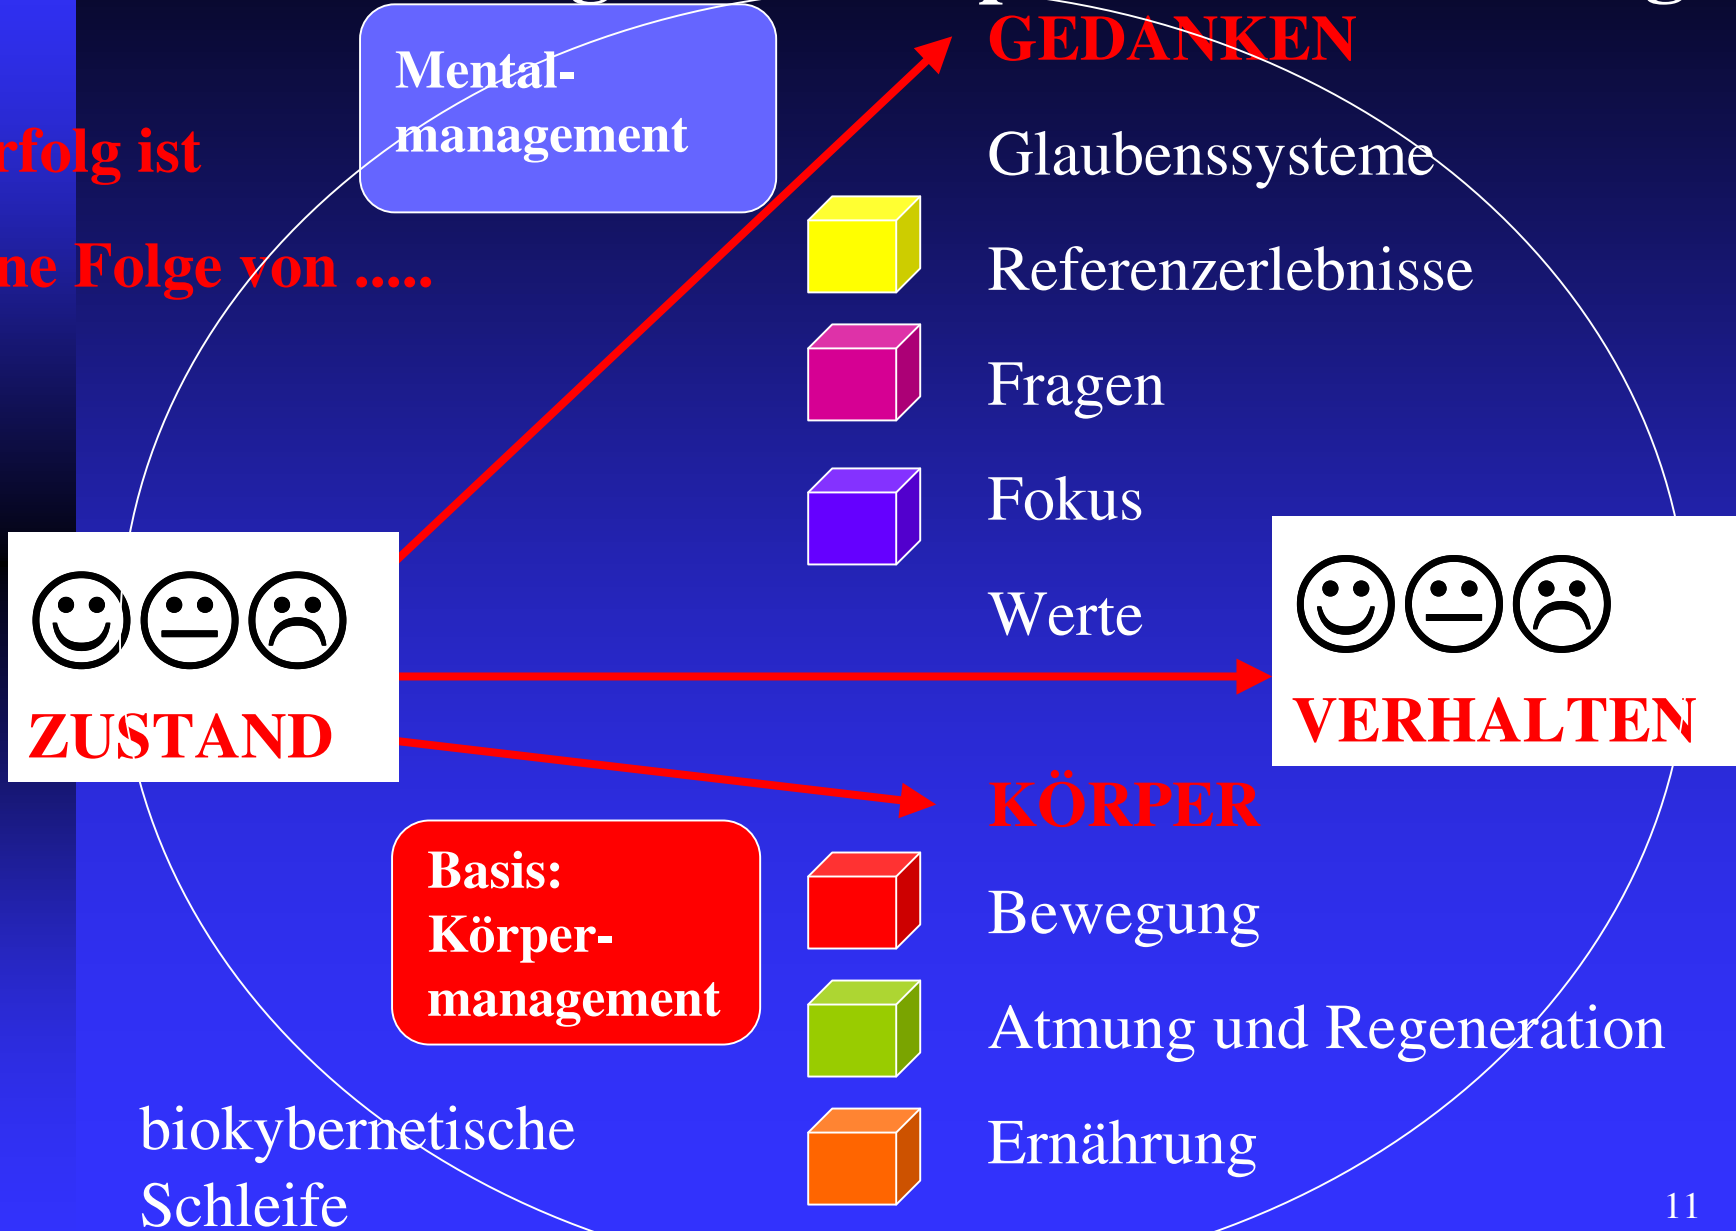 GEDANKEN
Mental-
management
rfolg ist
ne Folge von .....
Glaubenssysteme
Referenzerlebnisse
Fragen
Fokus
Werte
ZUSTAND
VERHALTEN
KÖRPER
Basis:
Körper-
management
Bewegung
Atmung und Regeneration
Ernährung
biokybernetische
Schleife
11